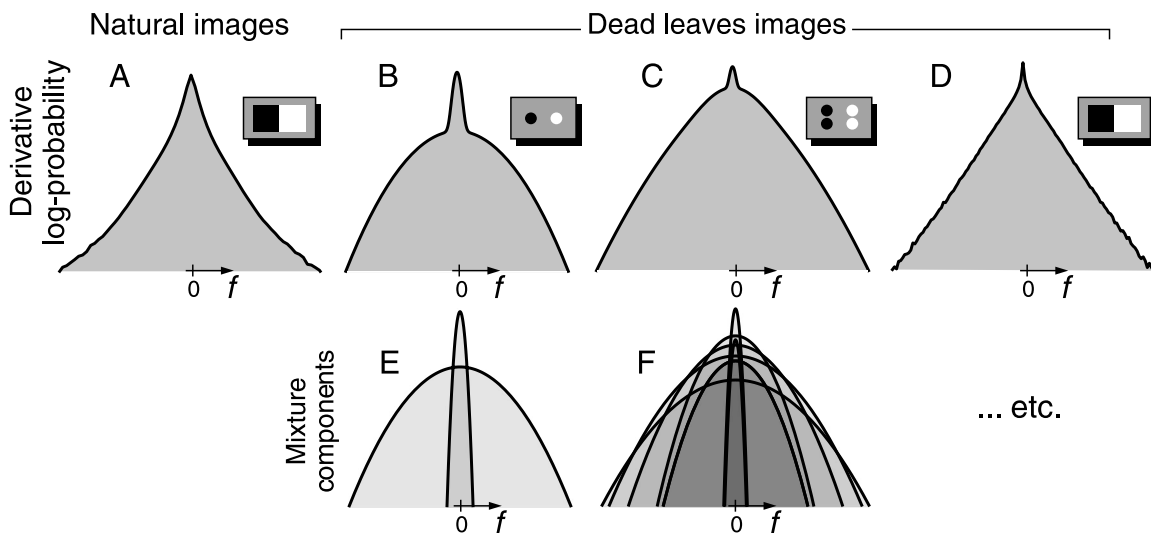 Natural images
Dead leaves images
Derivative
log-probability
A
B
C
D
0 f
0 f
0 f
0 f
Mixture
components
E
F
... etc.
0 f
0 f